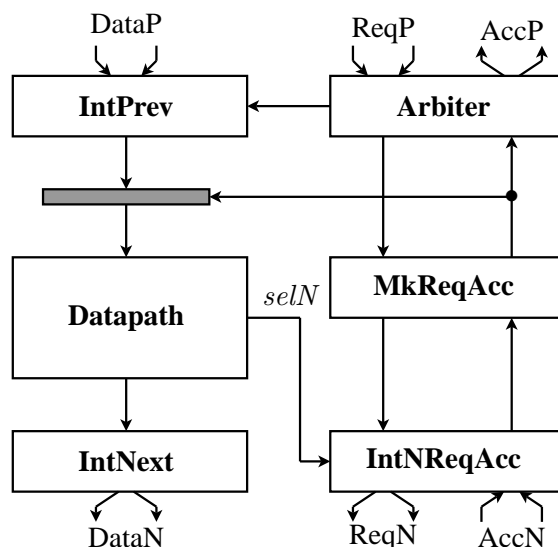 DataP ReqP AccP
IntPrev Arbiter
selN
MkReqAcc
Datapath
IntNext IntNReqAcc
DataN ReqN AccN